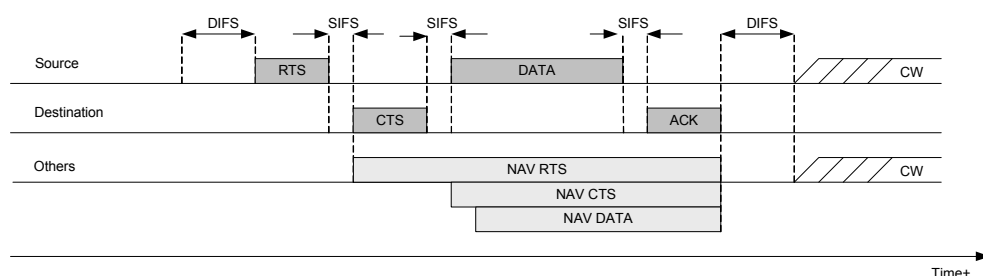 DIFS SIFS SIFS SIFS DIFS
Source RTS DATA CW
Destination CTS ACK
Others NAV RTS CW
NAV CTS
NAV DATA
Time+